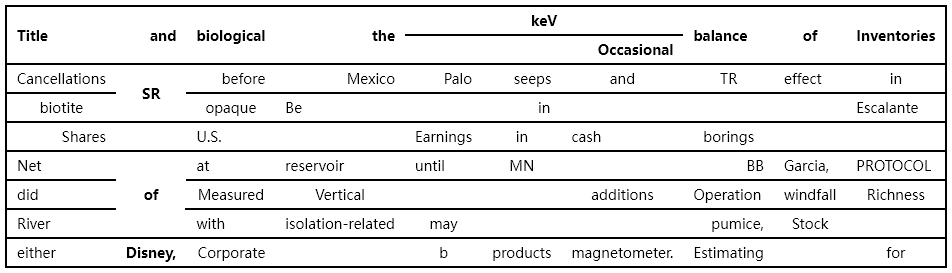 keV
Title and biological the balance of Inventories
Occasional
Cancellations before Mexico Palo seeps and TR effect in
SR
biotite opaque Be in Escalante
Shares U.S. Earnings in cash borings
Net at reservoir until MN BB Garcia, PROTOCOL
did of Measured Vertical additions Operation windfall Richness
River with isolation-related may pumice, Stock
either Disney, Corporate b products magnetometer. Estimating for